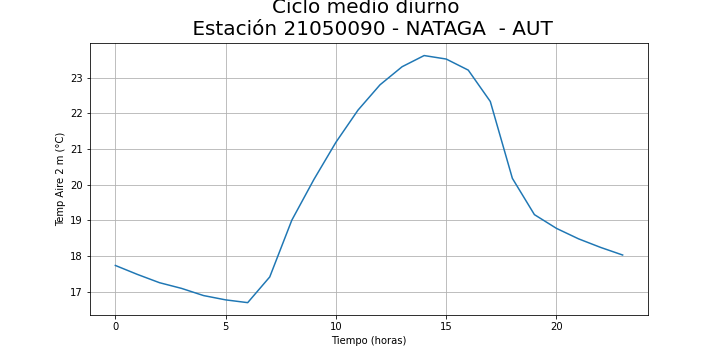 Ciclo medio diurno
Estación 21050090 - NATAGA - AUT
23
22
21
20
19
18
17
Temp Aire 2 m (°C)
0 5 10 15 20
Tiempo (horas)